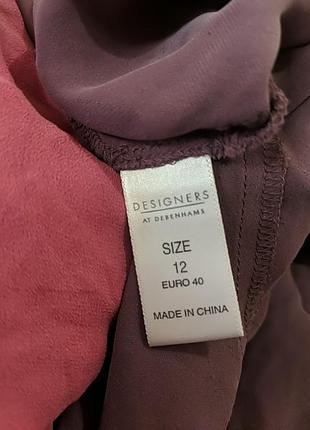 DESIGNERS
AT DEBENHAMS
SIZE
12
EURO 40
MADE IN CHINA